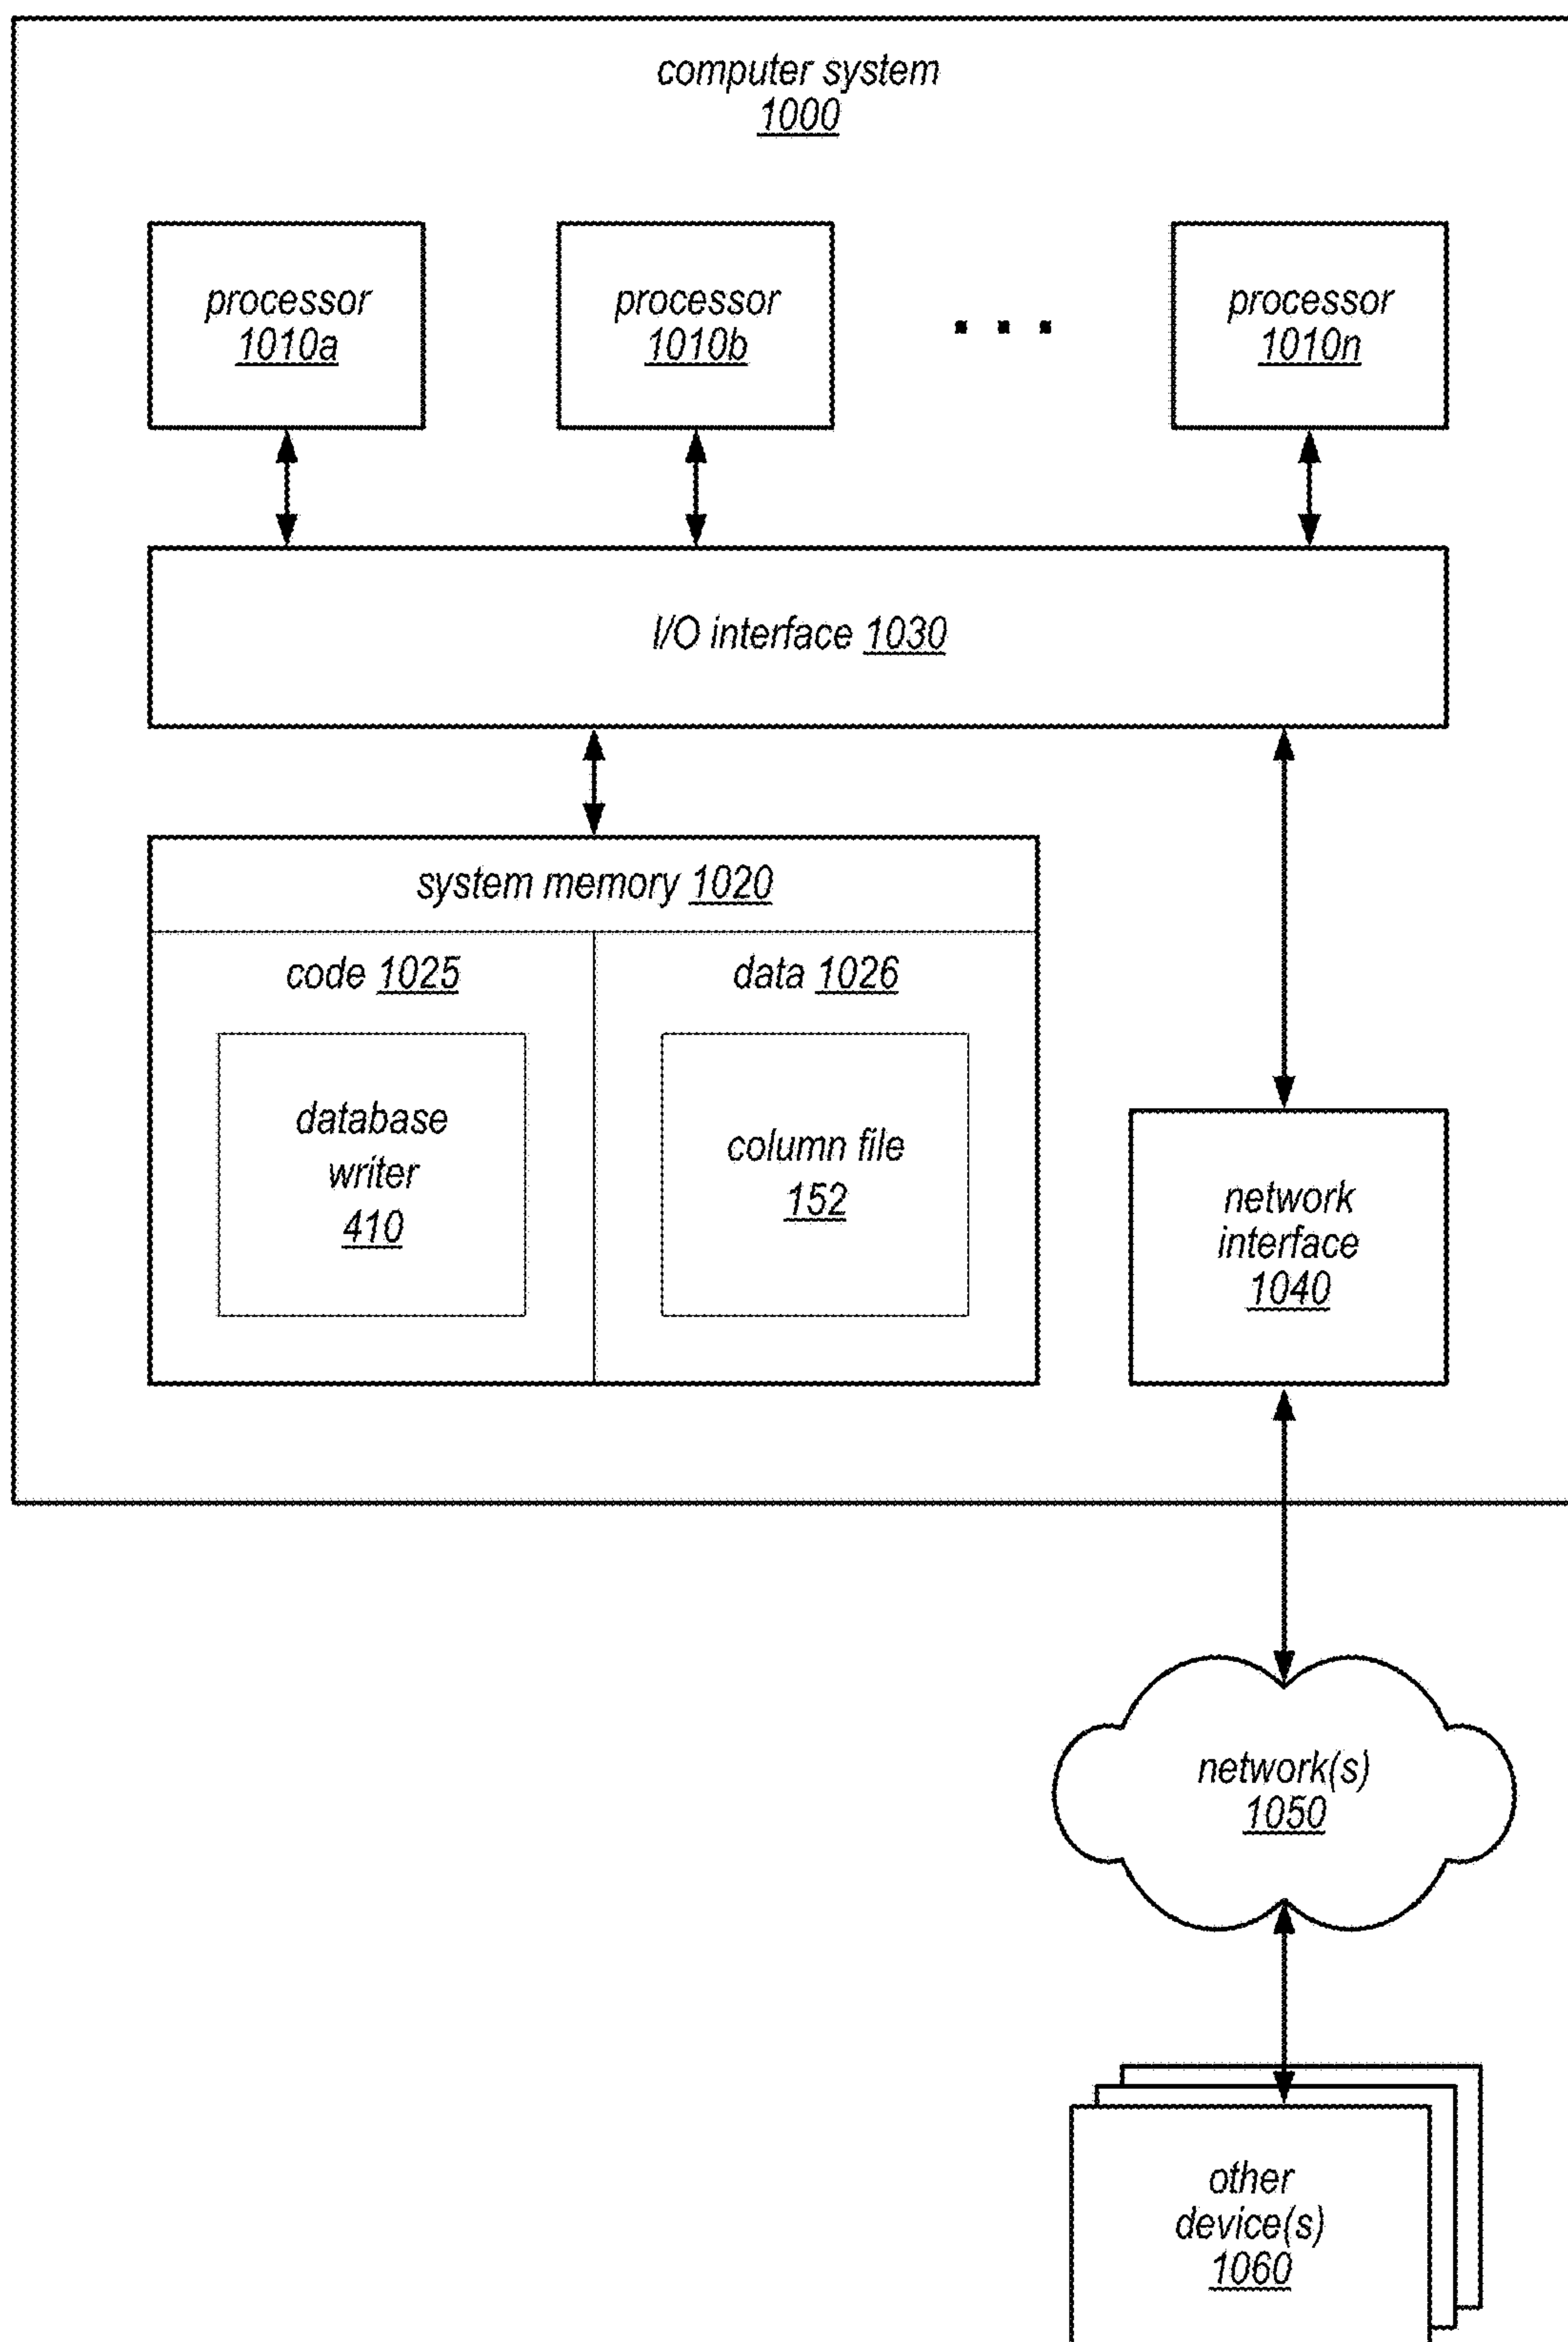 computer system
1000
processor
1010a
processor
1010b
processor
1010n
I/O interface 1030
system memory 1020
code 1025
data 1026
database
writer
410
column file
152
network
interface
1040
network(s)
1050
other
device(s)
1060